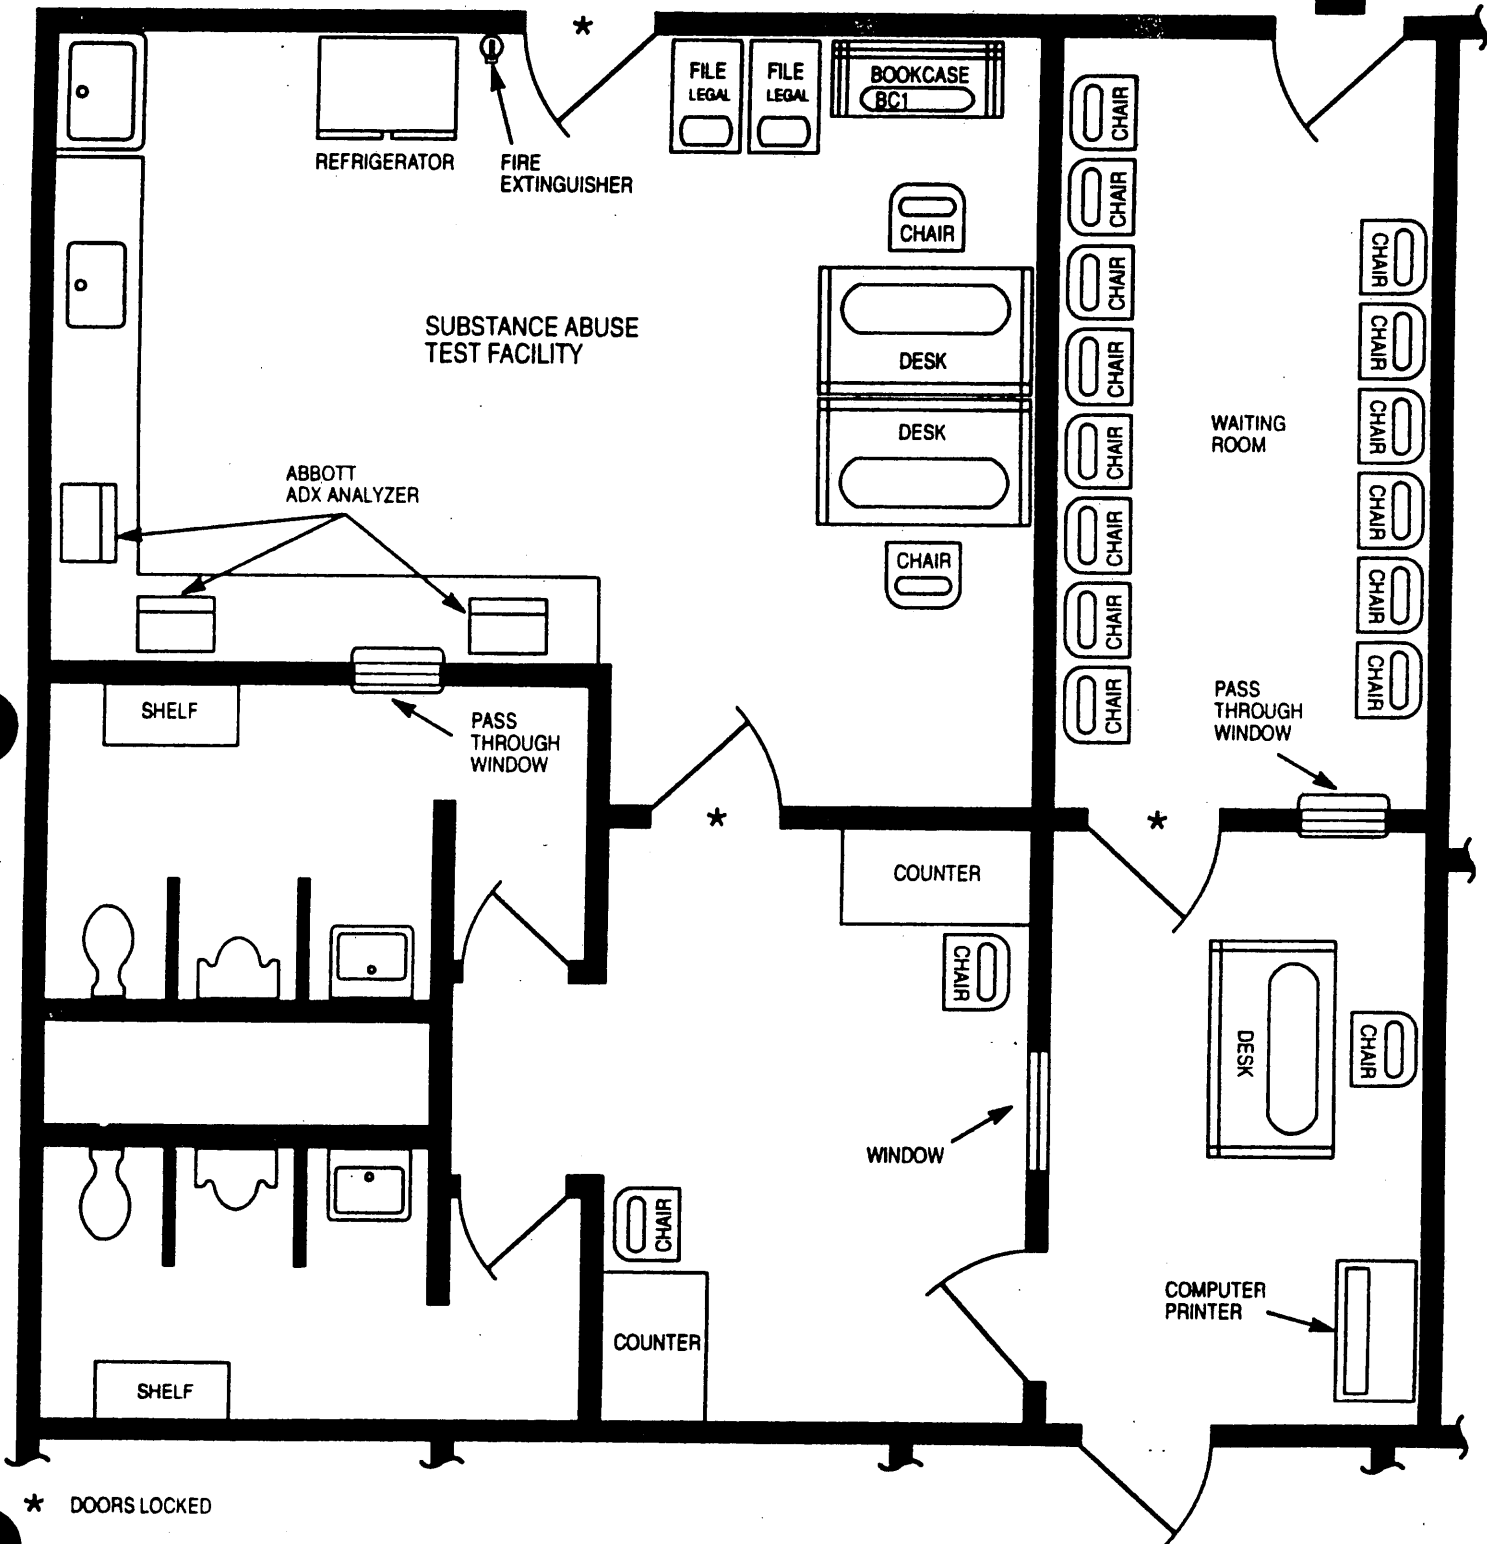 *
FILE
LEGAL
FILE
LEGAL
BOOKCASE
BC1
REFRIGERATOR
FIRE
EXTINGUISHER
CHAIR
SUBSTANCE ABUSE
TEST FACILITY
DESK
DESK
CHAIR
ABBOTT
ADX ANALYZER
CHAIR
CHAIR
CHAIR
CHAIR
CHAIR
CHAIR
CHAIR
CHAIR
WAITING
ROOM
CHAIR
CHAIR
CHAIR
CHAIR
CHAIR
CHAIR
PASS
THROUGH
WINDOW
SHELF
PASS
THROUGH
WINDOW
*
*
COUNTER
CHAIR
DESK
CHAIR
WINDOW
CHAIR
COUNTER
COMPUTER
PRINTER
SHELF
* DOORS LOCKED